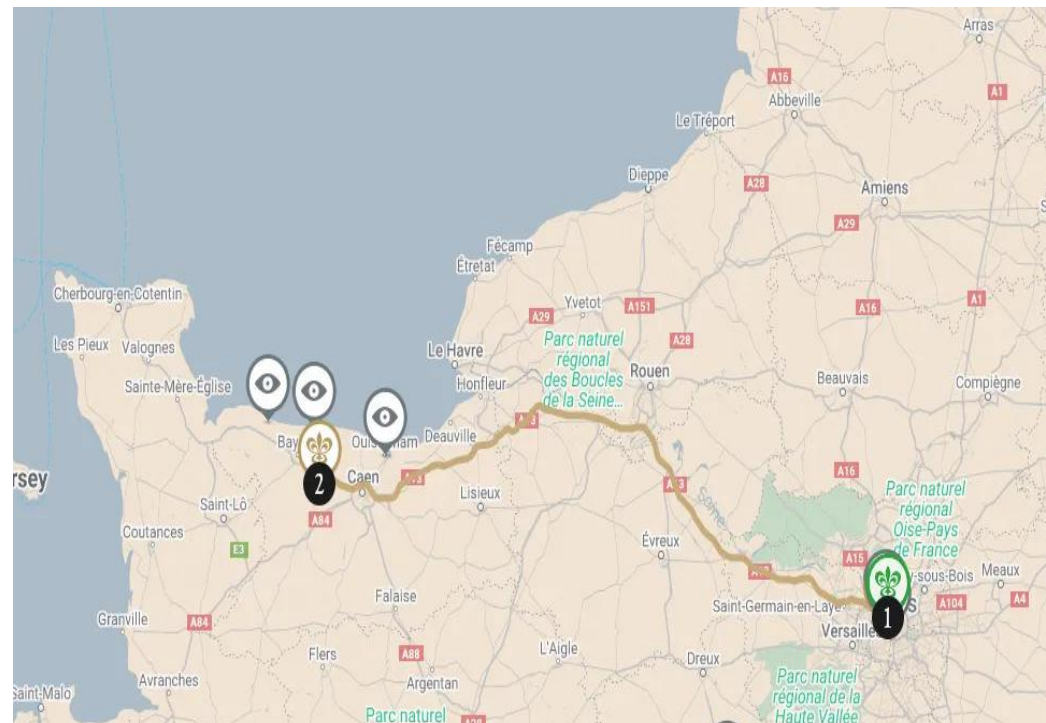 Arras
A16
A1
Abbeville
Le Tréport
Dieppe
A28
Amiens
A29
Fécamp
Étretat
Cherbourg-en-Cotentin
Yvetot
A151
A1
A29
A16
Les Pieux
Valognes
A28
Parc naturel
régional
des Boucles
de la Seine...
Le Havre
Rouen
Sainte-Mère-Église
Honfleur
Beauvais
Compiègne
Deauville
Caen
Lisieux
A16
2
Saint-Lô
Seine
Parc naturel
régional
Oise-Pays
de France
A84
Coutances
E3
Évreux
A15
Meaux
-sous-Bois
Falaise
Saint-Germain-en-Laye
A104
A4
Granville
A84
1
L'Aigle
Flers
A88
Dreux
Argentan
Avranches
Parc naturel
régional de la
Haute Vallée
Parc naturel